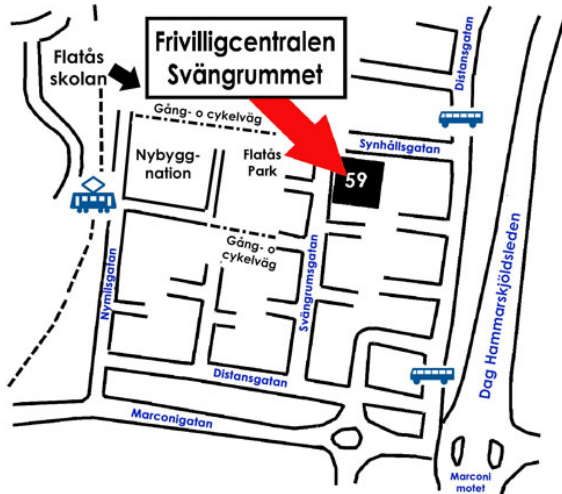 Frivilligcentralen
Svängrummet
Flatås
skolan
Distansgatan
Gång- o cykelväg
Synhållsgatan
Nybygg-
nation
Flatås
Park
59
Gång- o
cykelväg
Nymilsgatan
Svängrumsgatan
Dag Hammarskjöldsleden
Distansgatan
Marconigatan
Marconi
motet